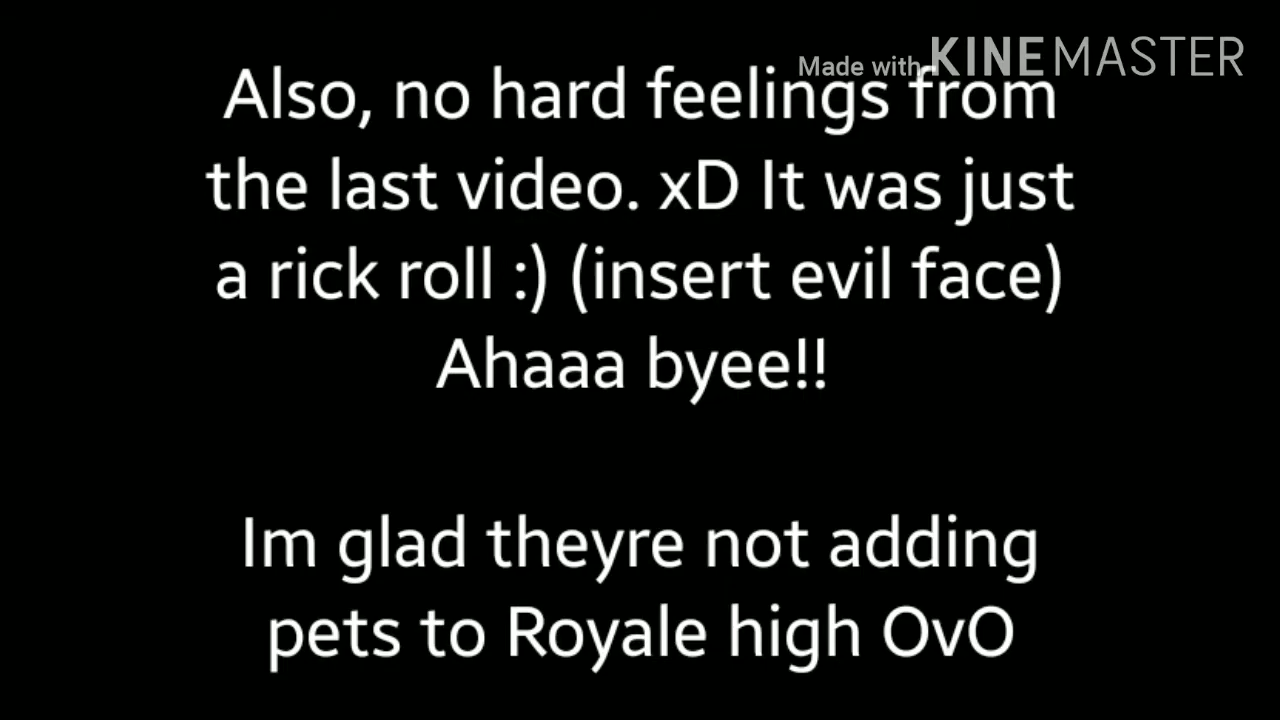 Made with KINEMASTER
Also, no hard feelings from
the last video. xD It was just
a rick roll :) (insert evil face)
Ahaaa byee!!
Im glad theyre not adding
pets to Royale high OvO